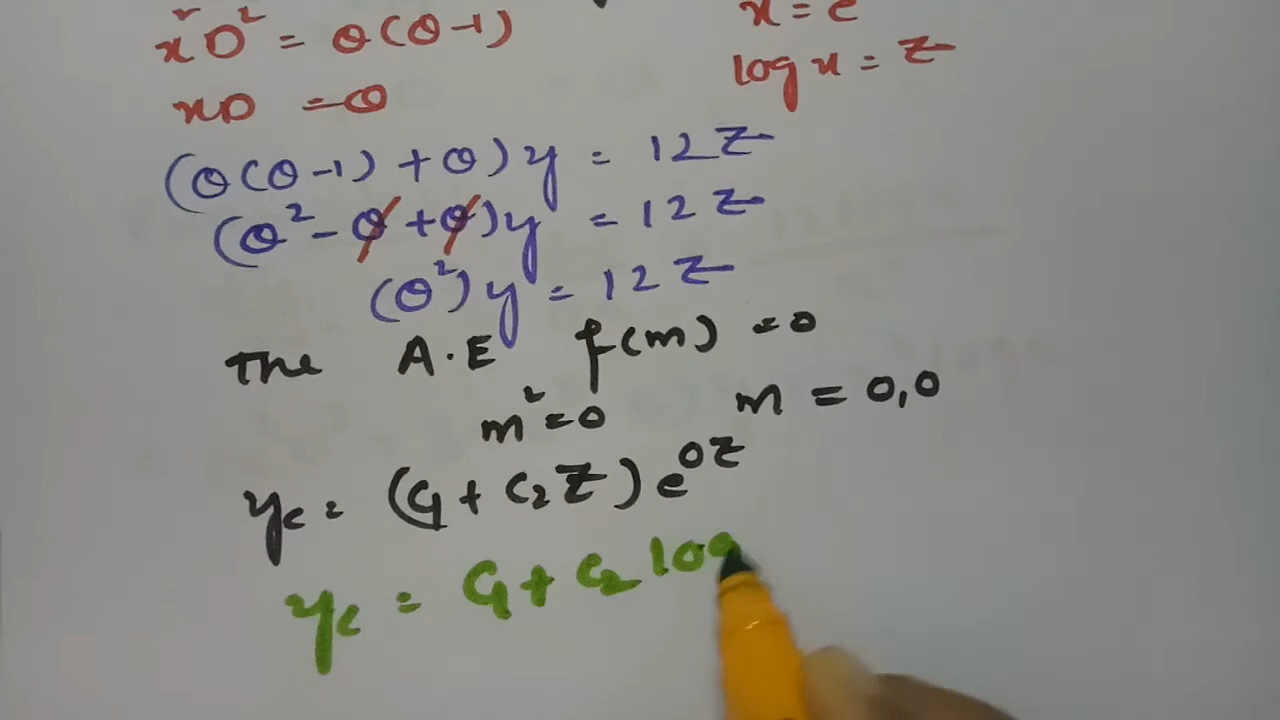 x²D² = θ(θ-1)
x = e
log x = z
xD = θ
(θ(θ-1) + θ)y = 12z
(θ² - θ + θ)y = 12z
(θ²)y = 12z
The A.E f(m) = 0
m² = 0 m = 0,0
yc = (C1 + C2 z) e^0z
yc = C1 + C2 log